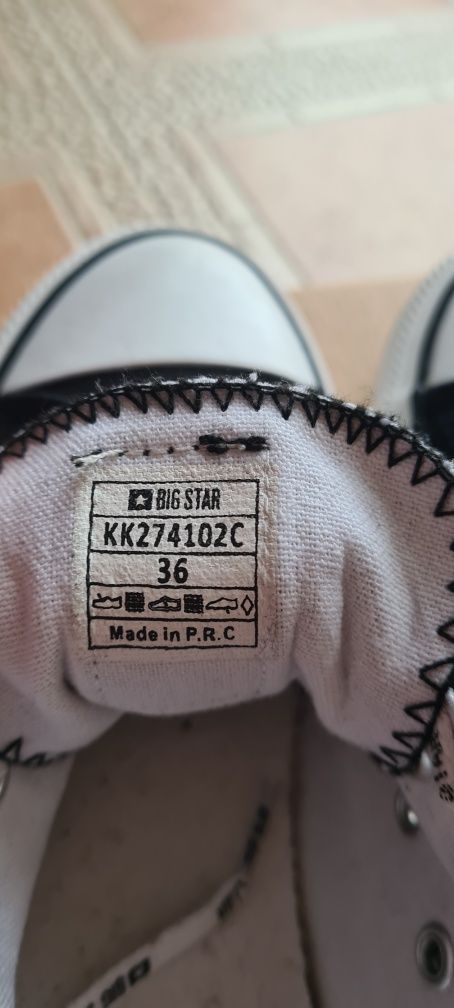 BIG STAR
KK274102C
36
Made in P.R.C